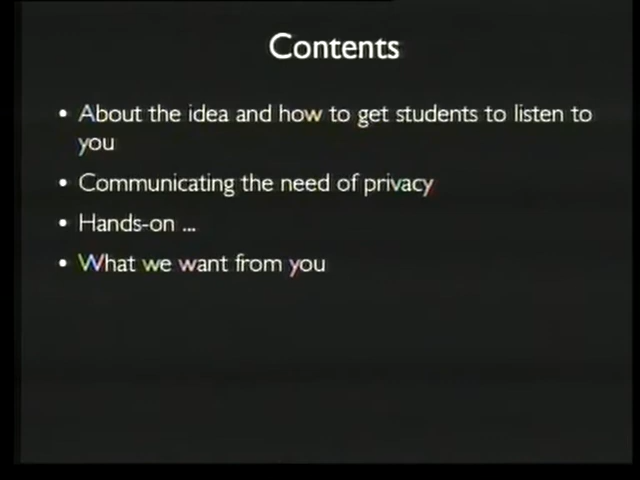 Contents
• About the idea and how to get students to listen to
you
• Communicating the need of privacy
• Hands-on ...
• What we want from you